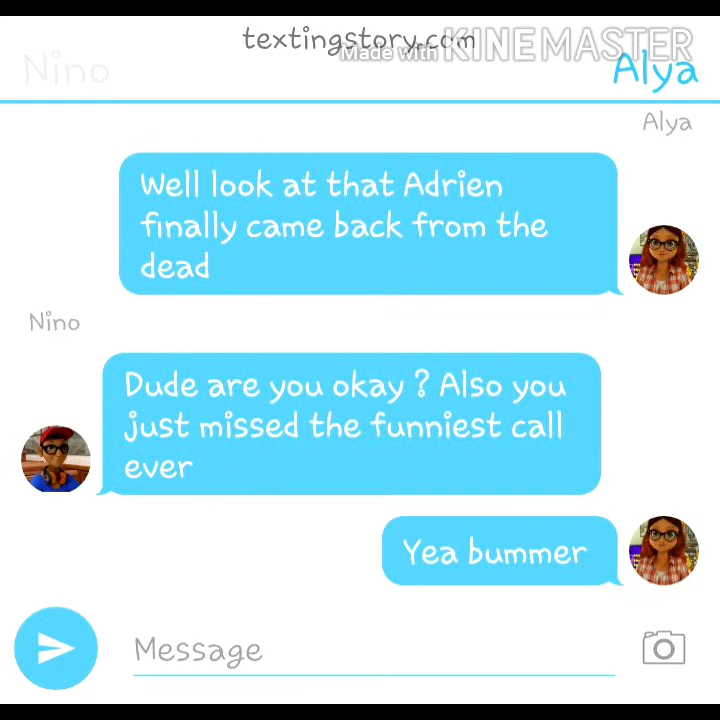 textingstory.com
Made with KINEMASTER
Nino
Alya
Alya
Well look at that Adrien
finally came back from the
dead
Nino
Dude are you okay ? Also you
just missed the funniest call
ever
Yea bummer
Message